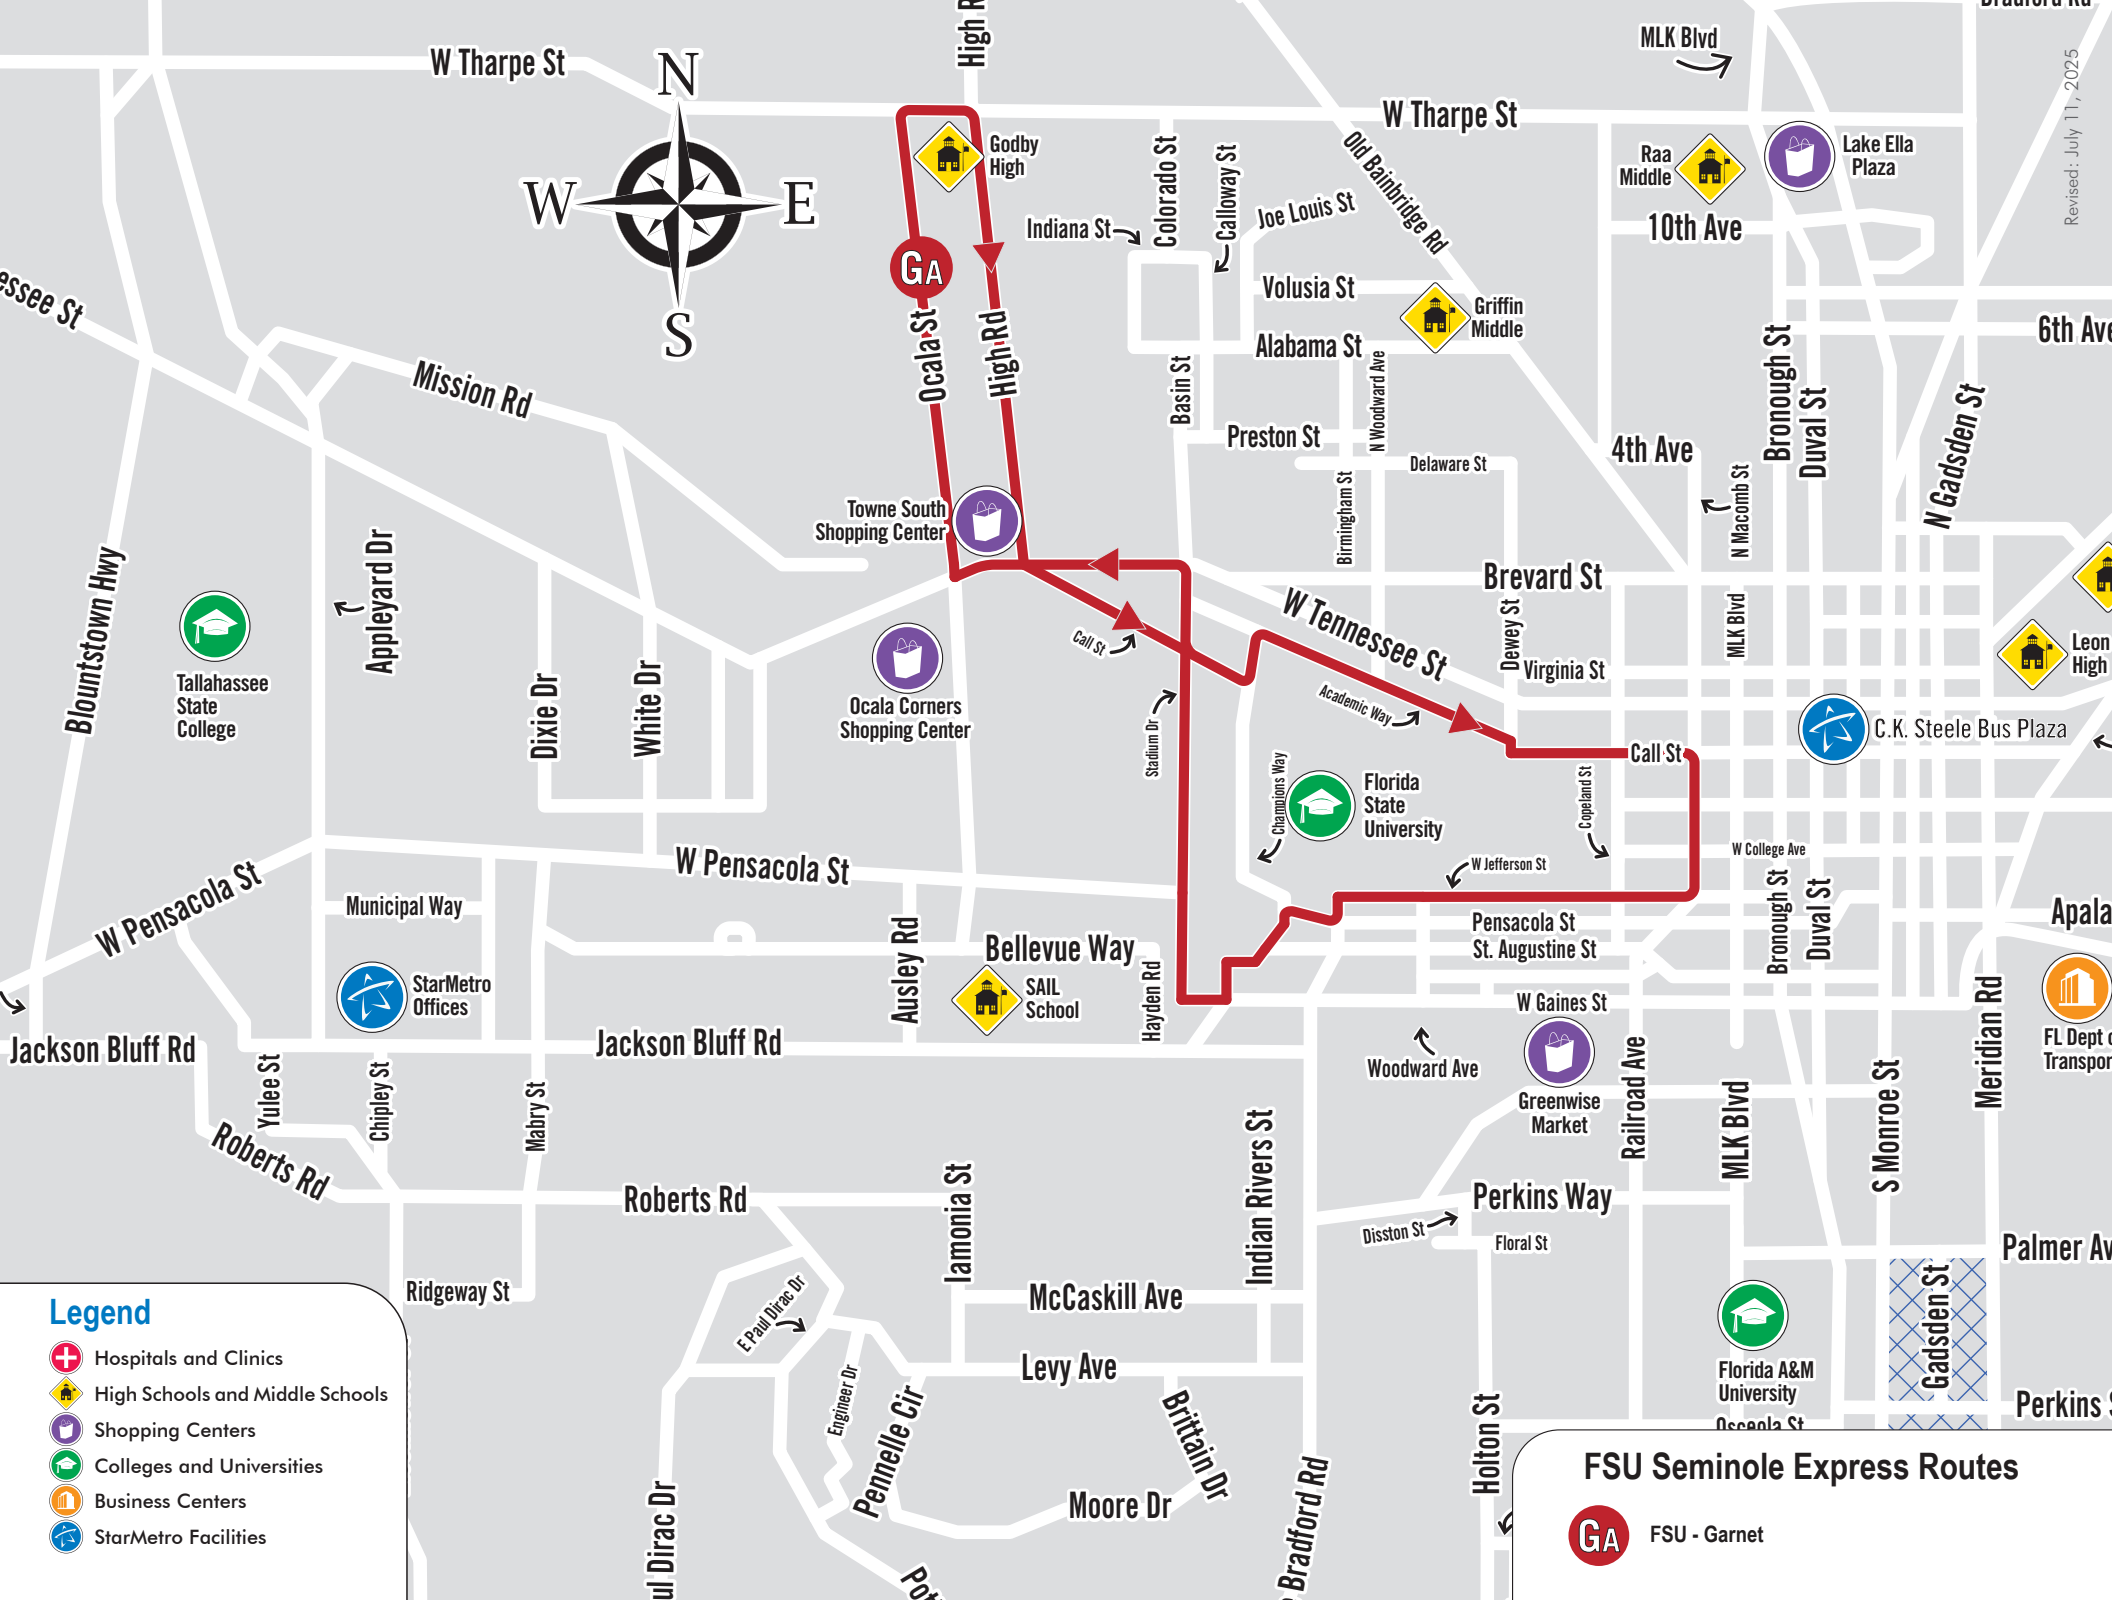 Bradford Rd
High R
MLK Blvd
W Tharpe St
N
Revised: July 11, 2025
W Tharpe St
Godby
High
Colorado St
Calloway St
Old Bainbridge Rd
Raa
Middle
Lake Ella
Plaza
W
E
Joe Louis St
Indiana St
10th Ave
GA
essee St
Volusia St
Griffin
Middle
S
Ocala St
High Rd
Alabama St
6th Ave
Bronough St
Duval St
Mission Rd
Basin St
N Woodward Ave
N Gadsden St
Preston St
4th Ave
Delaware St
Birmingham St
N Macomb St
Towne South
Shopping Center
Appleyard Dr
Blountstown Hwy
Brevard St
W Tennessee St
Dewey St
MLK Blvd
Call St
Leon
High
Virginia St
Tallahassee
State
College
Dixie Dr
White Dr
Ocala Corners
Shopping Center
Stadium Dr
Academic Way
C.K. Steele Bus Plaza
Call St
Champions Way
Florida
State
University
Copeland St
W Jefferson St
W College Ave
W Pensacola St
W Pensacola St
Municipal Way
Bronough St
Duval St
Apala
Ausley Rd
Bellevue Way
Pensacola St
St. Augustine St
Hayden Rd
StarMetro
Offices
SAIL
School
W Gaines St
Meridian Rd
Jackson Bluff Rd
Jackson Bluff Rd
FL Dept o
Transpor
Woodward Ave
Greenwise
Market
Railroad Ave
MLK Blvd
S Monroe St
Yulee St
Chipley St
Mabry St
Roberts Rd
Roberts Rd
Iamonia St
Indian Rivers St
Perkins Way
Disston St
Floral St
Palmer Av
Ridgeway St
E Paul Dirac Dr
McCaskill Ave
Gadsden St
Levy Ave
Engineer Dr
Pennelle Cir
Brittain Dr
Florida A&M
University
Perkins S
Osceola St
Holton St
Moore Dr
ul Dirac Dr
Bradford Rd
Pot
Legend
Hospitals and Clinics
High Schools and Middle Schools
Shopping Centers
Colleges and Universities
Business Centers
StarMetro Facilities
FSU Seminole Express Routes
GA
FSU - Garnet